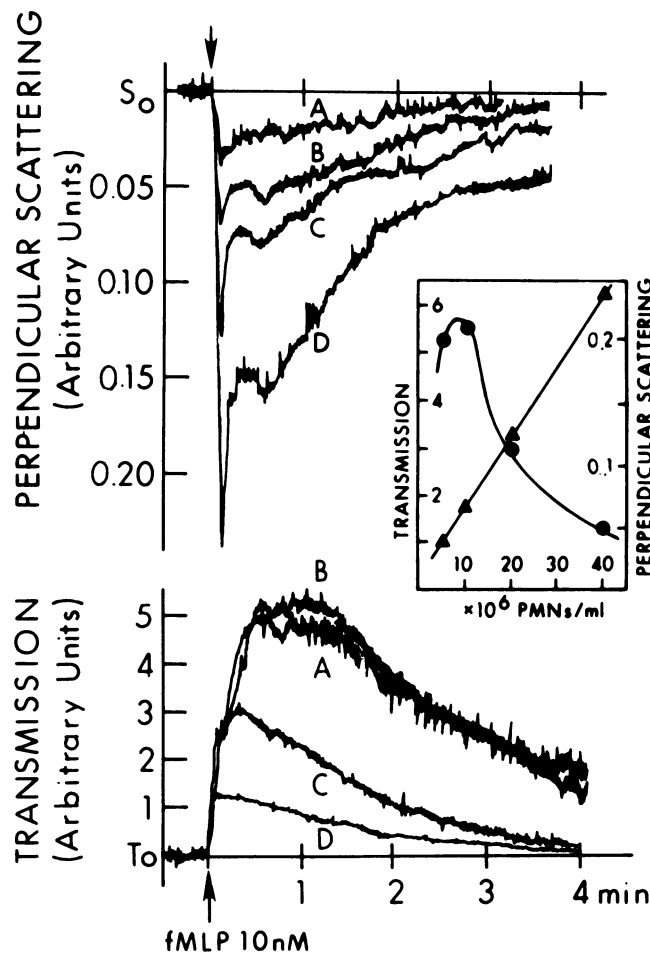 PERPENDICULAR SCATTERING
(Arbitrary Units)
So
0.05
0.10
0.15
0.20
A
B
C
D
TRANSMISSION
6
4
2
PERPENDICULAR SCATTERING
0.2
0.1
10 20 30 40
×10⁶ PMNs/ml
TRANSMISSION
(Arbitrary Units)
5
4
3
2
1
To
B
A
C
D
1 2 3 4 min
fMLP 10nM